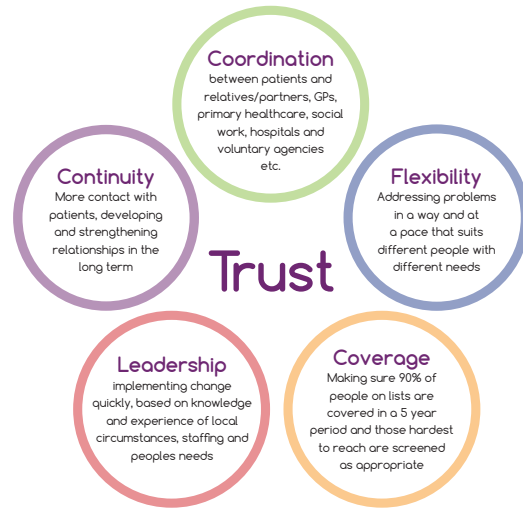 Coordination
between patients and
relatives/partners, GPs,
primary healthcare, social
work, hospitals and
voluntary agencies
etc.
Continuity
More contact with
patients, developing
and strengthening
relationships in the
long term
Flexibility
Addressing problems
in a way and at
a pace that suits
different people with
different needs
Trust
Leadership
implementing change
quickly, based on knowledge
and experience of local
circumstances, staffing and
peoples needs
Coverage
Making sure 90% of
people on lists are
covered in a 5 year
period and those hardest
to reach are screened
as appropriate